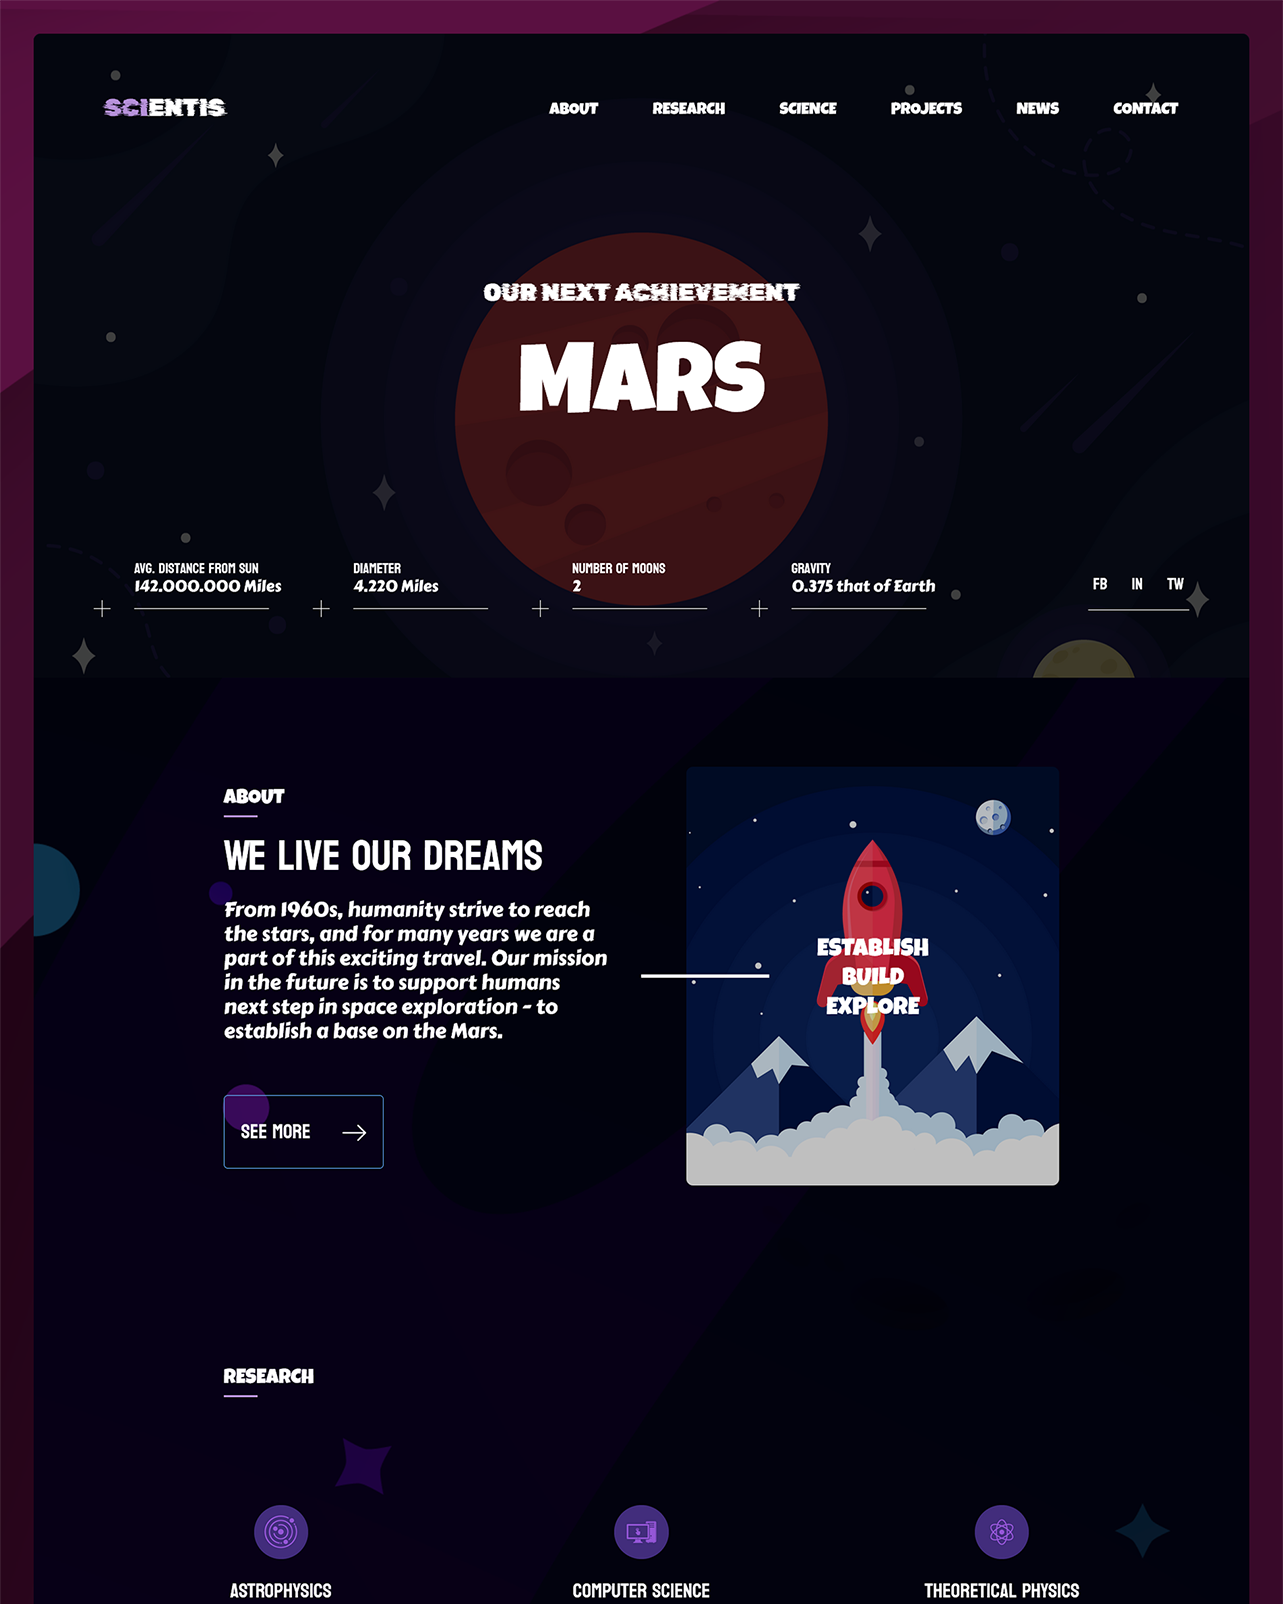 SCIENTIS
ABOUT RESEARCH SCIENCE PROJECTS NEWS CONTACT
OUR NEXT ACHIEVEMENT
MARS
AVG. DISTANCE FROM SUN
142.000.000 Miles
DIAMETER
4.220 Miles
NUMBER OF MOONS
2
GRAVITY
0.375 that of Earth
FB IN TW
ABOUT
WE LIVE OUR DREAMS
From 1960s, humanity strive to reach
the stars, and for many years we are a
part of this exciting travel. Our mission
in the future is to support humans
next step in space exploration - to
establish a base on the Mars.
SEE MORE
ESTABLISH
BUILD
EXPLORE
RESEARCH
ASTROPHYSICS
COMPUTER SCIENCE
THEORETICAL PHYSICS